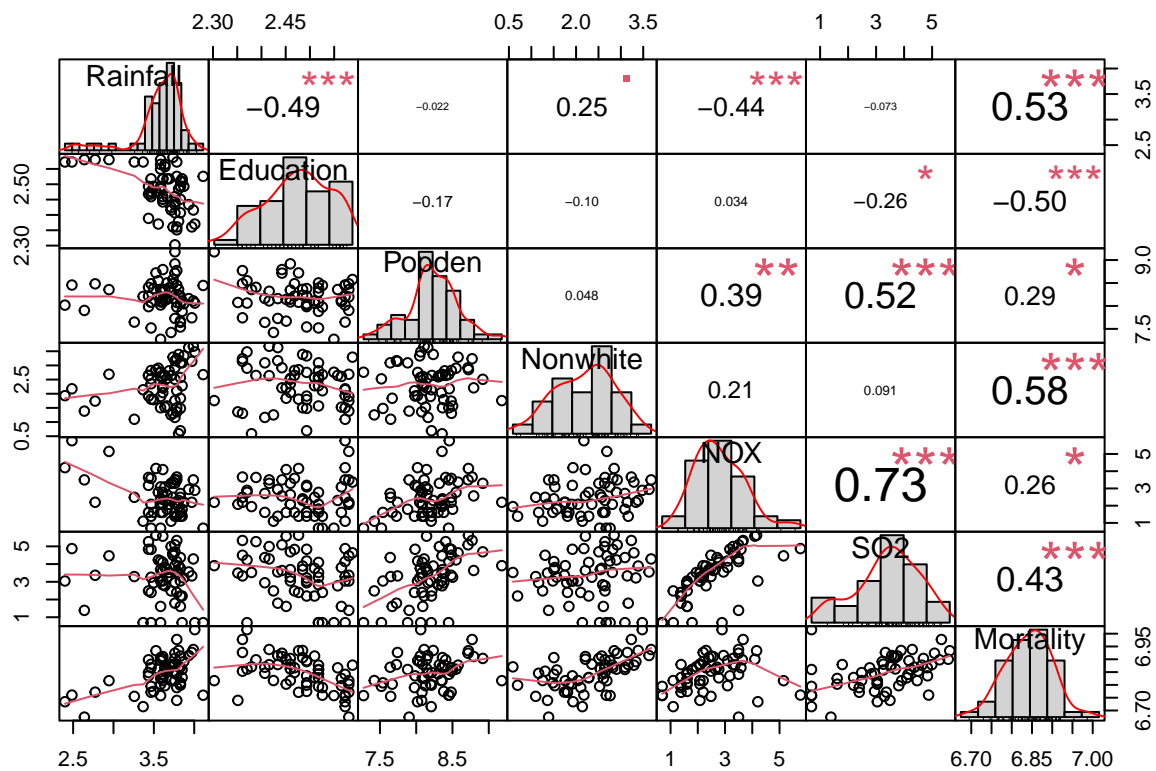 2.30 2.45 0.5 2.0 3.5 1 3 5
Rainfall −0.49 *** −0.022 0.25 −0.44 *** −0.073 0.53 *** 2.5 3.5
2.30 2.50 Education −0.17 −0.10 0.034 −0.26 * −0.50 ***
Popden 0.048 0.39 ** 0.52 *** 0.29 * 7.5 9.0
0.5 2.5 Nonwhite 0.21 0.091 0.58 ***
NOX 0.73 *** 0.26 * 1 3 5
1 3 5 SO2 0.43 ***
Mortality 6.70 6.95
2.5 3.5 7.5 8.5 1 3 5 6.70 6.85 7.00